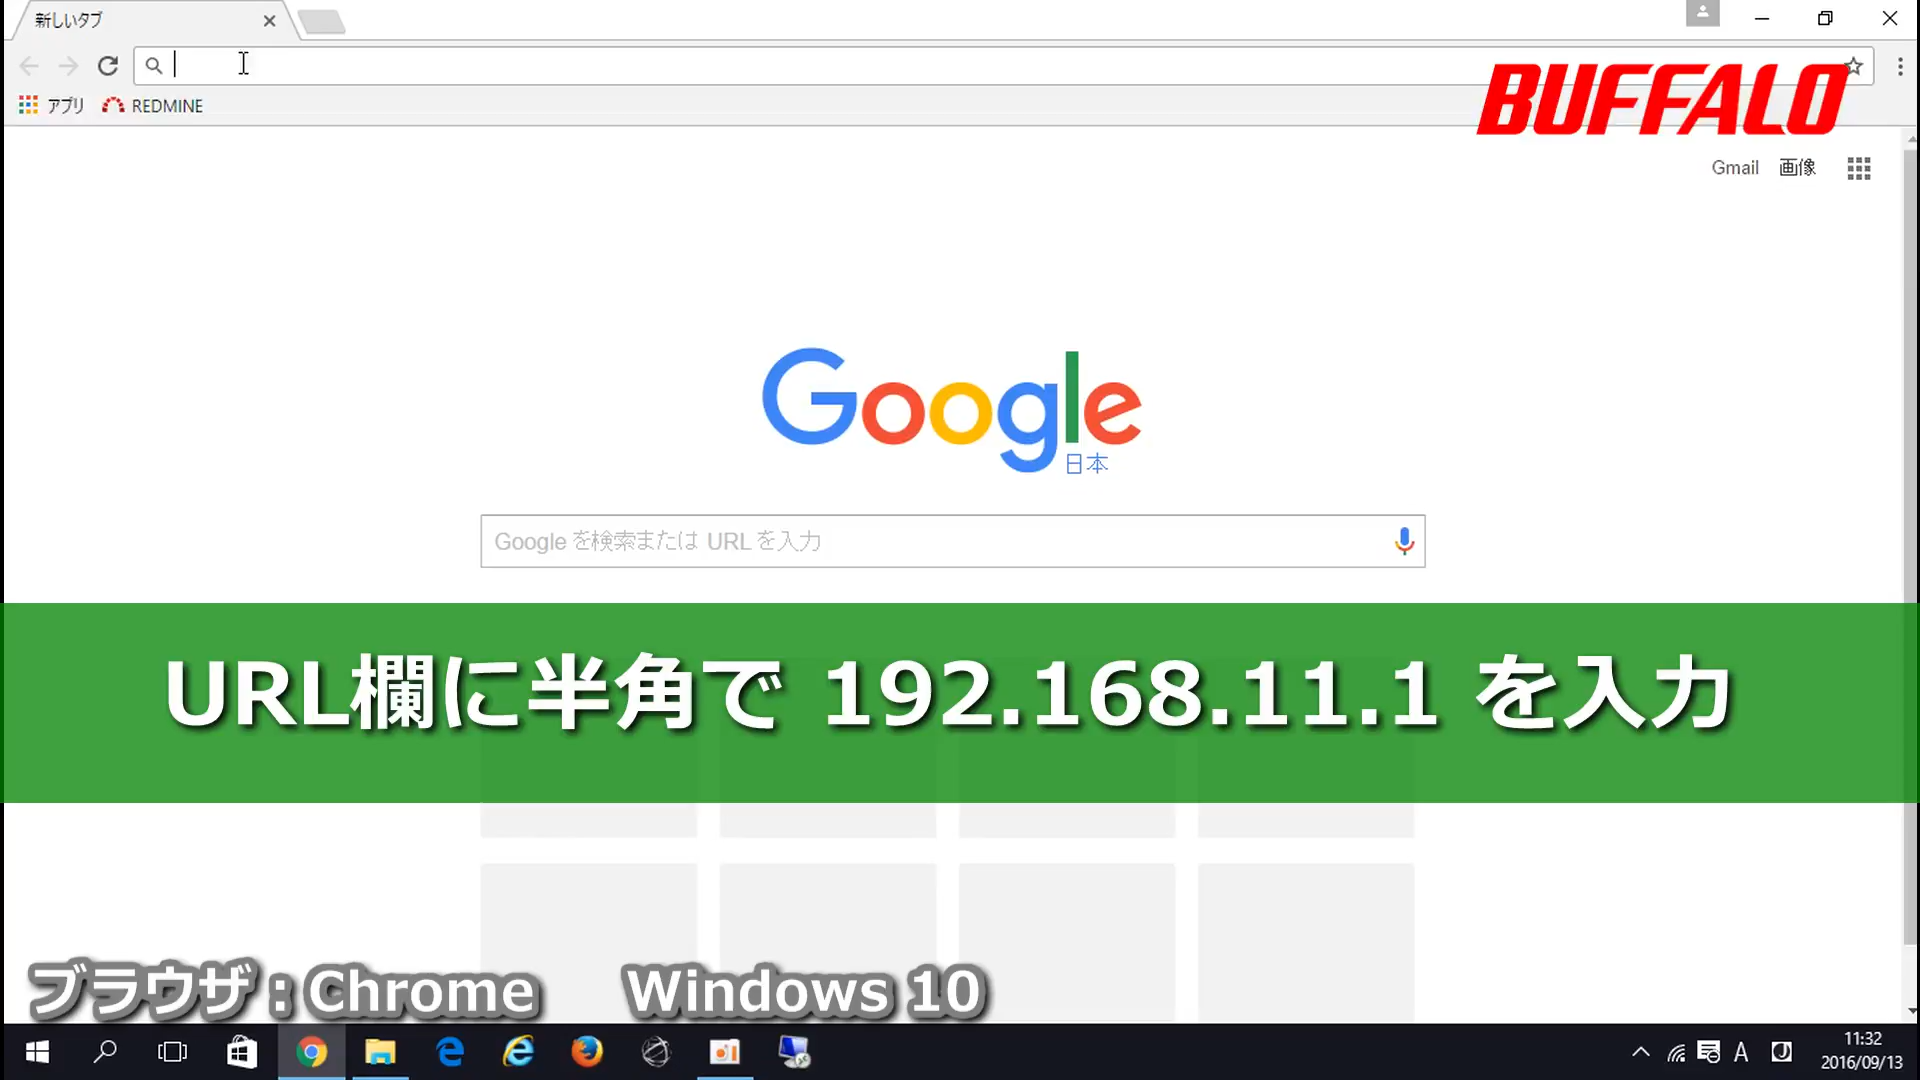 新しいタブ
アプリ REDMINE
BUFFALO
Gmail 画像
Google
日本
Google を検索または URL を入力
URL欄に半角で 192.168.11.1 を入力
ブラウザ：Chrome Windows 10
A
11:32
2016/09/13